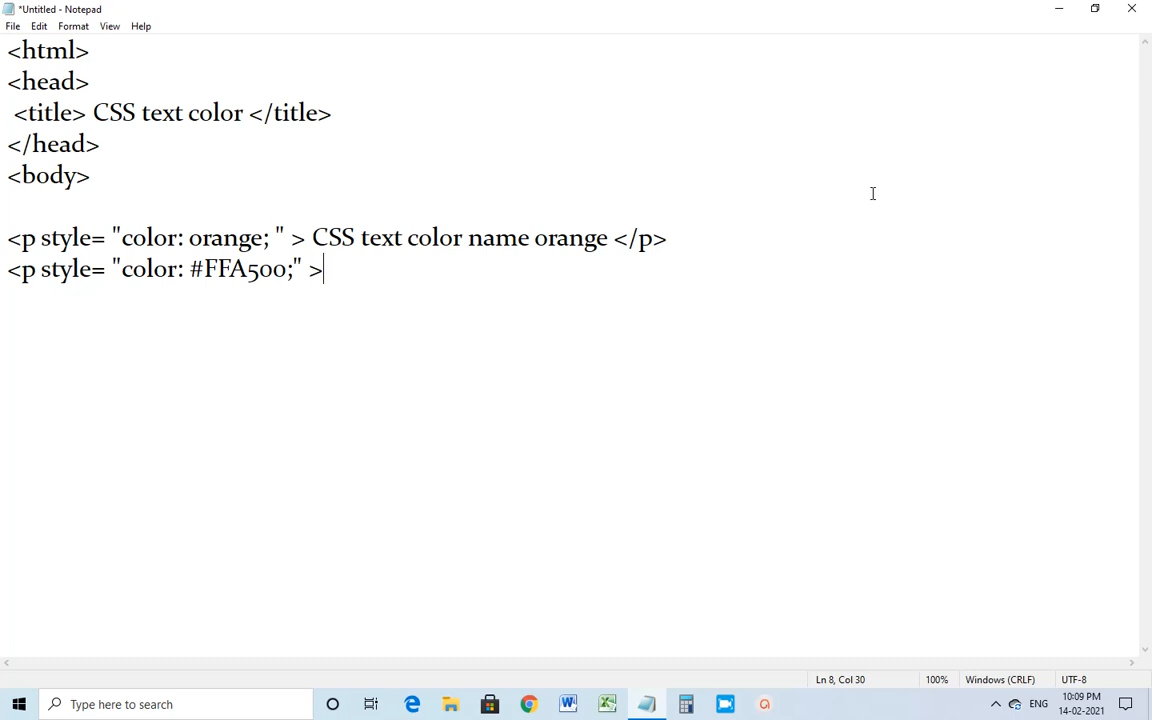 *Untitled - Notepad
File Edit Format View Help
<html>
<head>
<title> CSS text color </title>
</head>
<body>
<p style= "color: orange; " > CSS text color name orange </p>
<p style= "color: #FFA500;" >
Ln 8, Col 30 100% Windows (CRLF) UTF-8
Type here to search
ENG
10:09 PM
14-02-2021